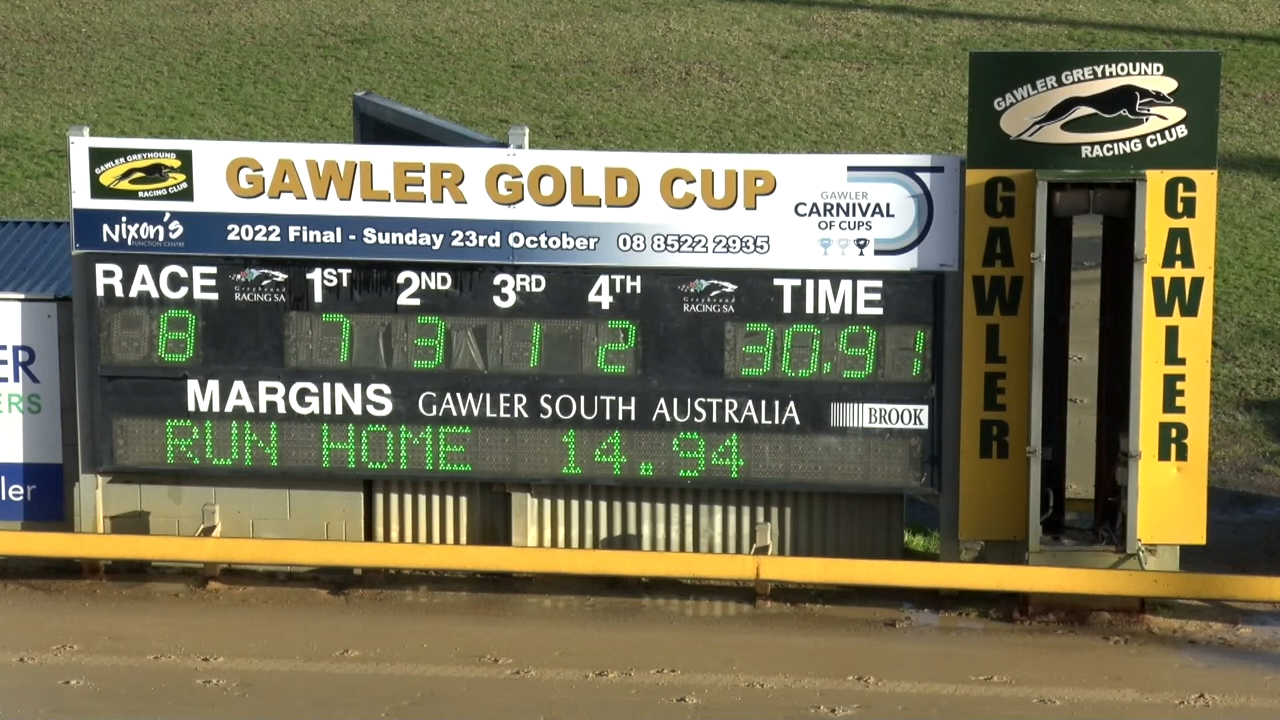 GAWLER GREYHOUND
RACING CLUB
GAWLER GREYHOUND
RACING CLUB
GAWLER GOLD CUP
GAWLER
CARNIVAL
OF CUPS
Nixon's
FUNCTION CENTRE
2022 Final - Sunday 23rd October 08 8522 2935
RACE
Greyhound
RACING SA
1ST 2ND 3RD 4TH
Greyhound
RACING SA
TIME
8 7 3 1 2 30.91
MARGINS GAWLER SOUTH AUSTRALIA BROOK
RUN HOME 14.94
GAWLER
GAWLER
ER
ERS
ler